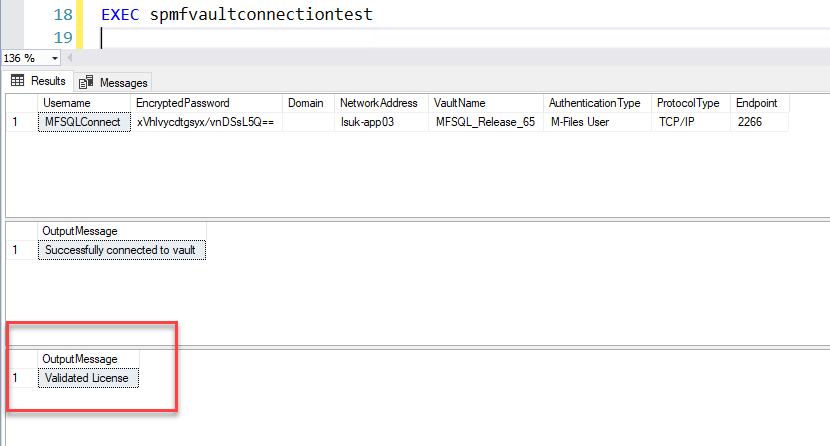 18 EXEC spmfvaultconnectiontest
19
136 %
Results Messages
Username EncryptedPassword Domain NetworkAddress VaultName AuthenticationType ProtocolType Endpoint
1 MFSQLConnect xVhlvycdtgsyx/vnDSsL5Q== lsuk-app03 MFSQL_Release_65 M-Files User TCP/IP 2266
OutputMessage
1 Successfully connected to vault
OutputMessage
1 Validated License